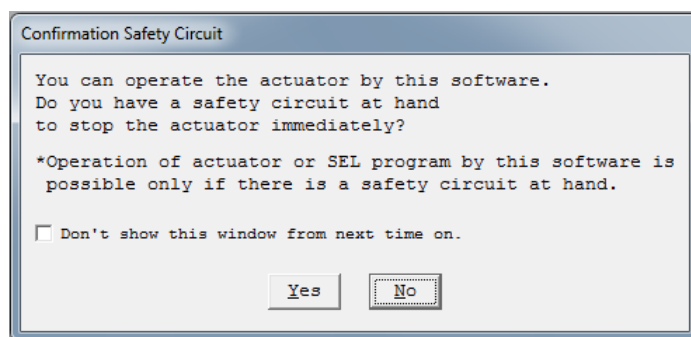 Confirmation Safety Circuit
You can operate the actuator by this software.
Do you have a safety circuit at hand
to stop the actuator immediately?
*Operation of actuator or SEL program by this software is
possible only if there is a safety circuit at hand.
Don't show this window from next time on.
Yes
No